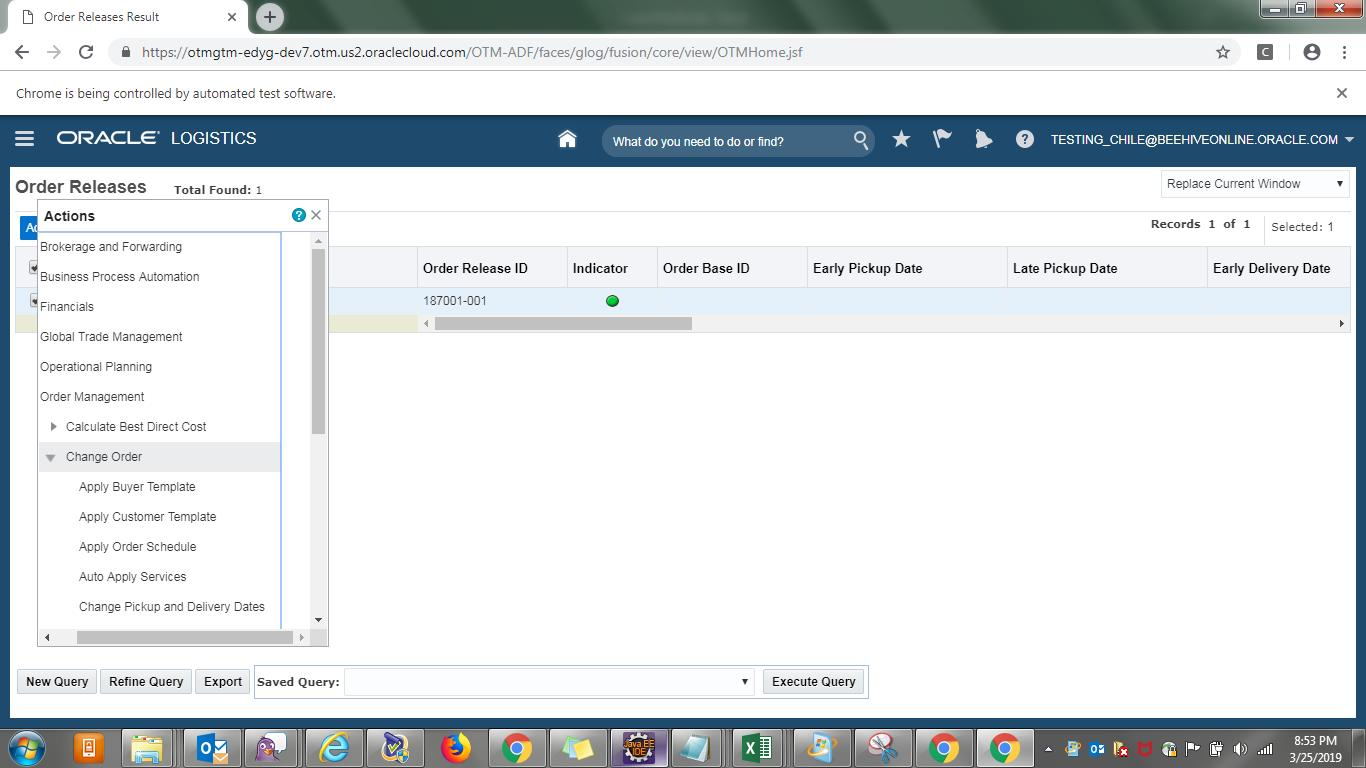 Order Releases Result
https://otmgtm-edyg-dev7.otm.us2.oraclecloud.com/OTM-ADF/faces/glog/fusion/core/view/OTMHome.jsf
C
Chrome is being controlled by automated test software.
ORACLE LOGISTICS
What do you need to do or find?
?
TESTING_CHILE@BEEHIVEONLINE.ORACLE.COM
Order Releases
Total Found: 1
Replace Current Window
Actions
?
Records 1 of 1
Selected: 1
Order Release ID Indicator Order Base ID Early Pickup Date Late Pickup Date Early Delivery Date
187001-001
Brokerage and Forwarding
Business Process Automation
Financials
Global Trade Management
Operational Planning
Order Management
Calculate Best Direct Cost
Change Order
Apply Buyer Template
Apply Customer Template
Apply Order Schedule
Auto Apply Services
Change Pickup and Delivery Dates
New Query Refine Query Export Saved Query: Execute Query
Java EE
IDE
8:53 PM
3/25/2019